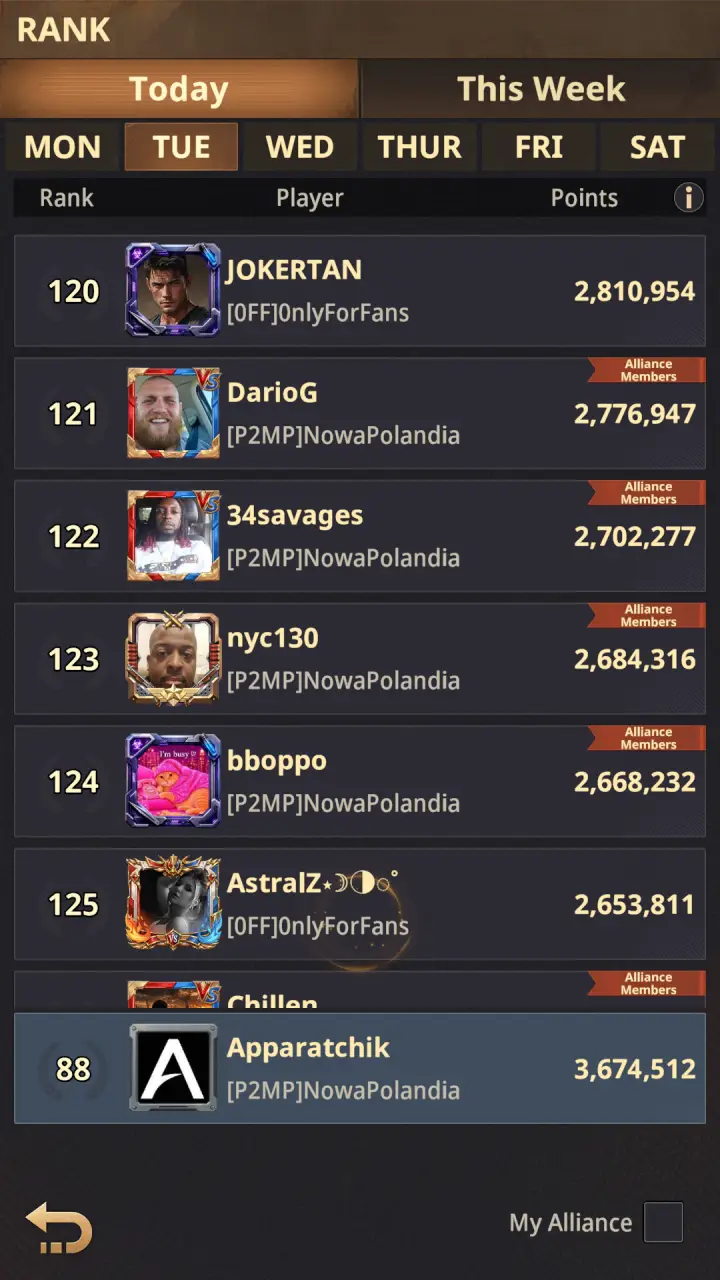 RANK
Today
This Week
MON
TUE
WED
THUR
FRI
SAT
Rank
Player
Points
120
JOKERTAN
[0FF]0nlyForFans
2,810,954
Alliance
Members
121
DarioG
[P2MP]NowaPolandia
2,776,947
Alliance
Members
122
34savages
[P2MP]NowaPolandia
2,702,277
Alliance
Members
123
nyc130
[P2MP]NowaPolandia
2,684,316
Alliance
Members
124
I'm busy
bboppo
[P2MP]NowaPolandia
2,668,232
125
AstralZ⋆☽◑○°
[0FF]0nlyForFans
2,653,811
Alliance
Members
Chillen
88
Apparatchik
[P2MP]NowaPolandia
3,674,512
My Alliance